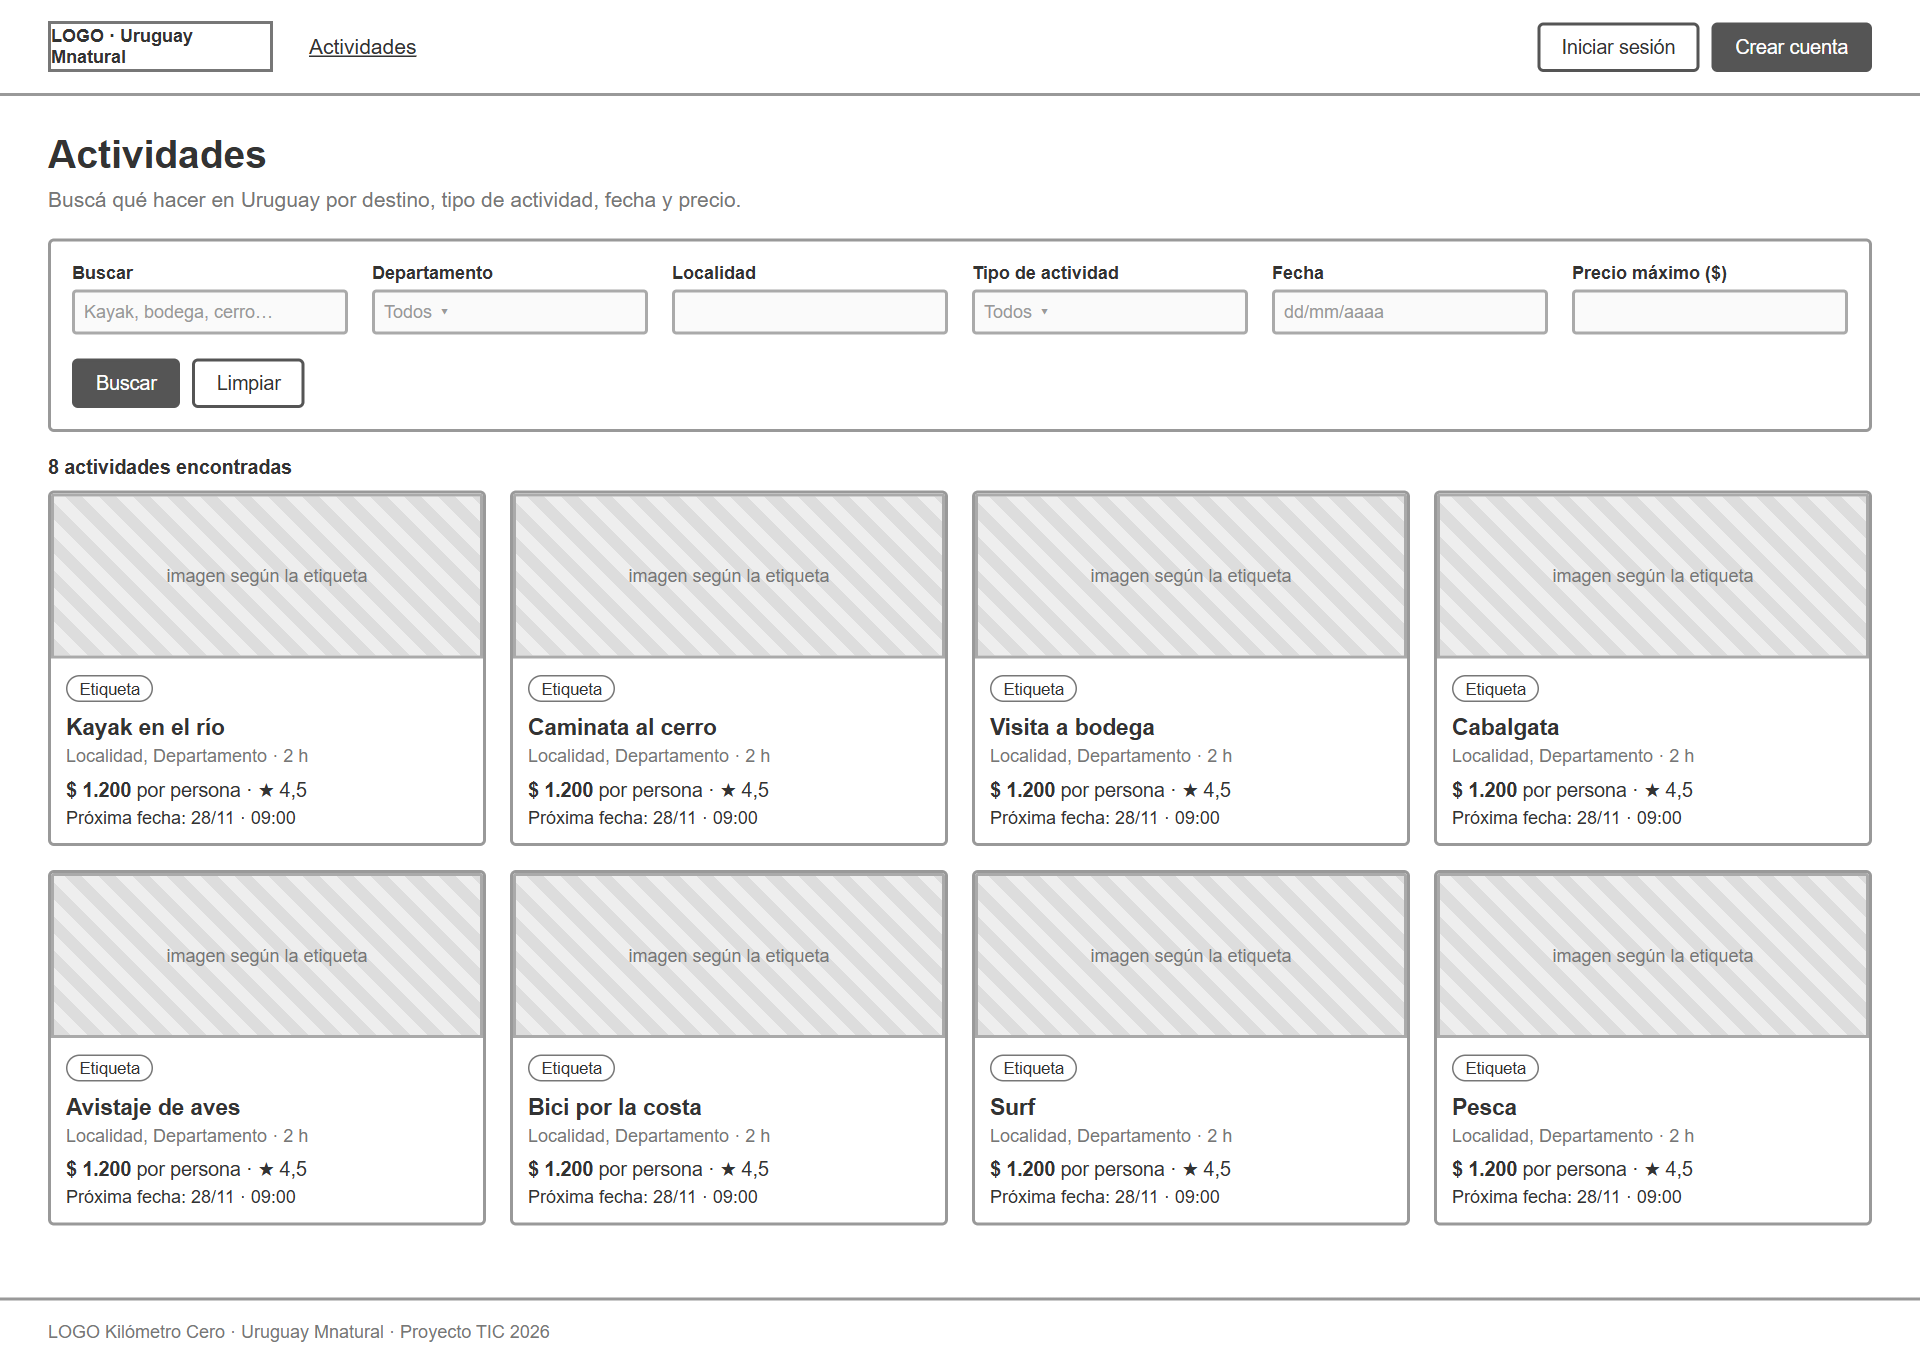 LOGO · Uruguay
Mnatural
Actividades
Iniciar sesión
Crear cuenta
Actividades
Buscá qué hacer en Uruguay por destino, tipo de actividad, fecha y precio.
Buscar
Departamento
Localidad
Tipo de actividad
Fecha
Precio máximo ($)
Kayak, bodega, cerro…
Todos ▾
Todos ▾
dd/mm/aaaa
Buscar
Limpiar
8 actividades encontradas
imagen según la etiqueta
Etiqueta
Kayak en el río
Localidad, Departamento · 2 h
$ 1.200 por persona · ★ 4,5
Próxima fecha: 28/11 · 09:00
imagen según la etiqueta
Etiqueta
Caminata al cerro
Localidad, Departamento · 2 h
$ 1.200 por persona · ★ 4,5
Próxima fecha: 28/11 · 09:00
imagen según la etiqueta
Etiqueta
Visita a bodega
Localidad, Departamento · 2 h
$ 1.200 por persona · ★ 4,5
Próxima fecha: 28/11 · 09:00
imagen según la etiqueta
Etiqueta
Cabalgata
Localidad, Departamento · 2 h
$ 1.200 por persona · ★ 4,5
Próxima fecha: 28/11 · 09:00
imagen según la etiqueta
Etiqueta
Avistaje de aves
Localidad, Departamento · 2 h
$ 1.200 por persona · ★ 4,5
Próxima fecha: 28/11 · 09:00
imagen según la etiqueta
Etiqueta
Bici por la costa
Localidad, Departamento · 2 h
$ 1.200 por persona · ★ 4,5
Próxima fecha: 28/11 · 09:00
imagen según la etiqueta
Etiqueta
Surf
Localidad, Departamento · 2 h
$ 1.200 por persona · ★ 4,5
Próxima fecha: 28/11 · 09:00
imagen según la etiqueta
Etiqueta
Pesca
Localidad, Departamento · 2 h
$ 1.200 por persona · ★ 4,5
Próxima fecha: 28/11 · 09:00
LOGO Kilómetro Cero · Uruguay Mnatural · Proyecto TIC 2026